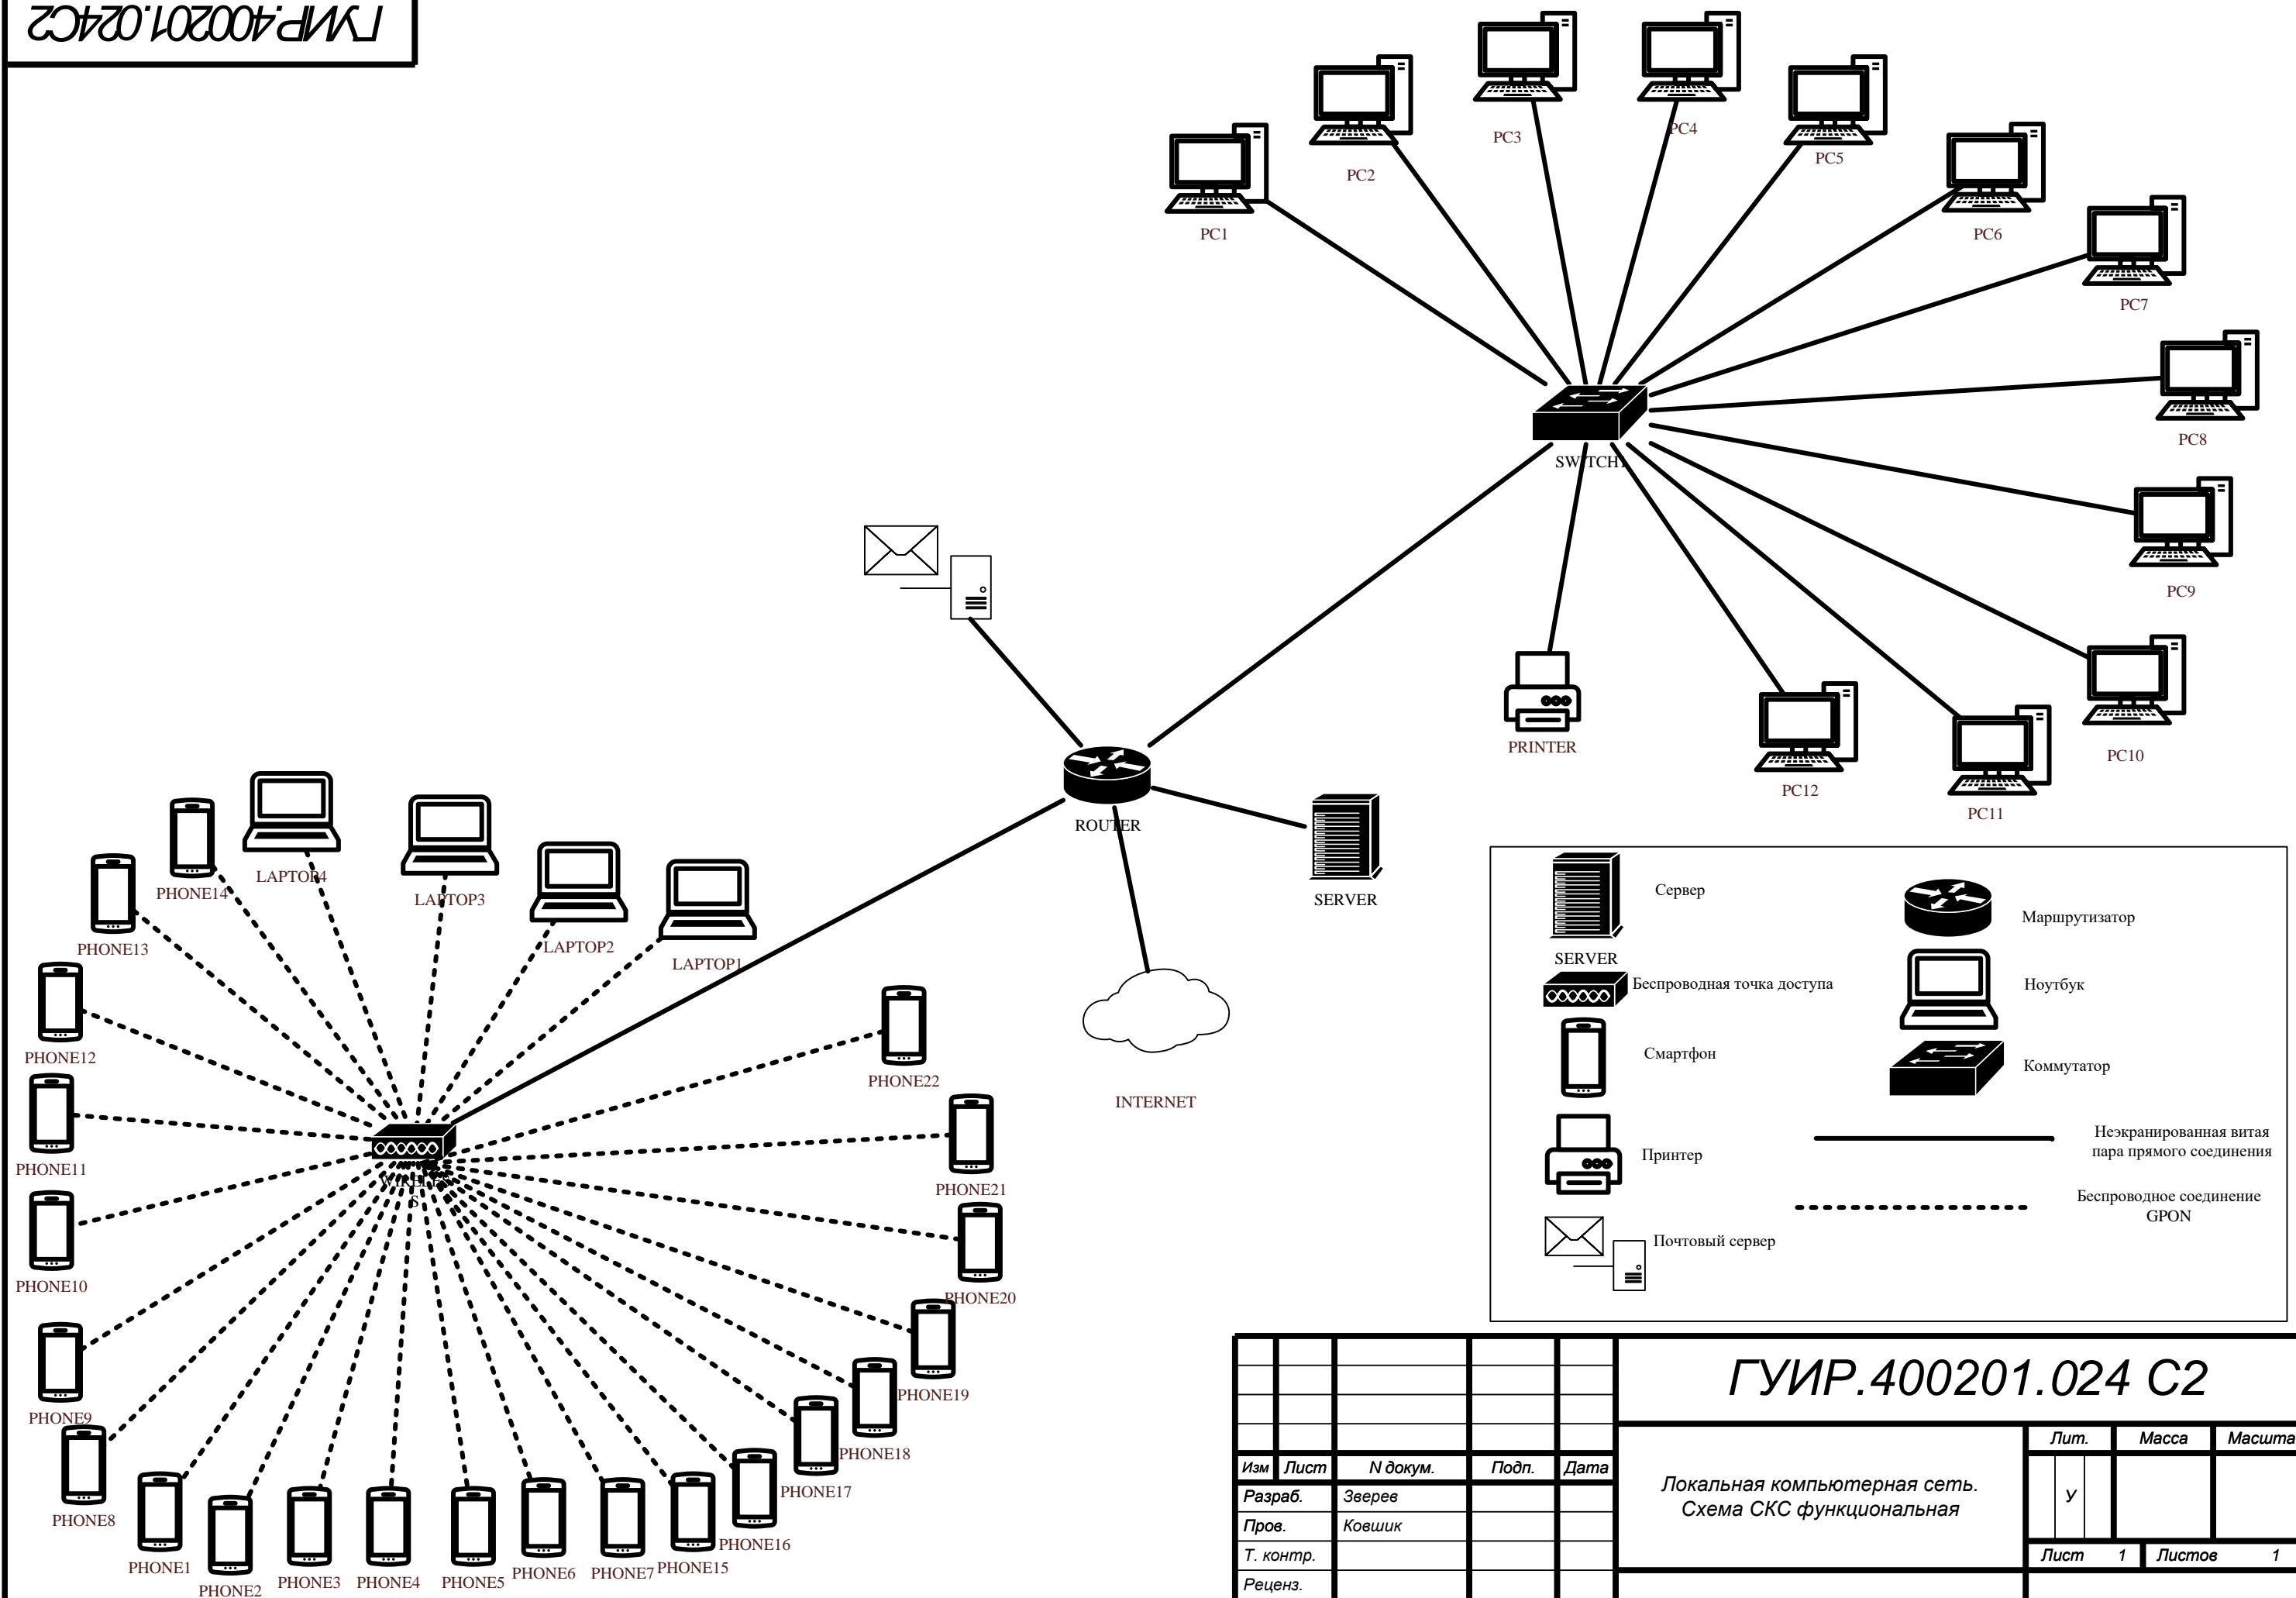 ГУИР.400201.024С2
PC1
PC2
PC3
PC4
PC5
PC6
PC7
PC8
PC9
PC10
PC11
PC12
SWITCH1
PRINTER
ROUTER
SERVER
INTERNET
LAPTOP4
LAPTOP3
LAPTOP2
LAPTOP1
PHONE14
PHONE13
PHONE12
PHONE11
PHONE10
PHONE9
PHONE8
WIRELES
S
PHONE22
PHONE21
PHONE20
PHONE19
PHONE18
PHONE17
PHONE16
PHONE1
PHONE2
PHONE3
PHONE4
PHONE5
PHONE6
PHONE7
PHONE15
Сервер
SERVER
Маршрутизатор
Беспроводная точка доступа
Ноутбук
Смартфон
Коммутатор
Принтер
Неэкранированная витая
пара прямого соединения
Беспроводное соединение
GPON
Почтовый сервер
ГУИР.400201.024 С2
Изм Лист N докум. Подп. Дата
Разраб. Зверев
Пров. Ковшик
Т. контр.
Реценз.
Локальная компьютерная сеть.
Схема СКС функциональная
Лит. Масса Масшта
У
Лист 1 Листов 1